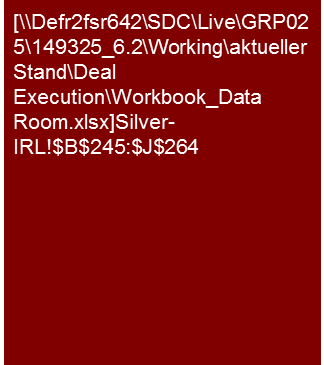 [\\Defr2fsr642\SDC\Live\GRP02
5\149325_6.2\Working\aktueller
Stand\Deal
Execution\Workbook_Data
Room.xlsx]Silver-
IRL!$B$245:$J$264